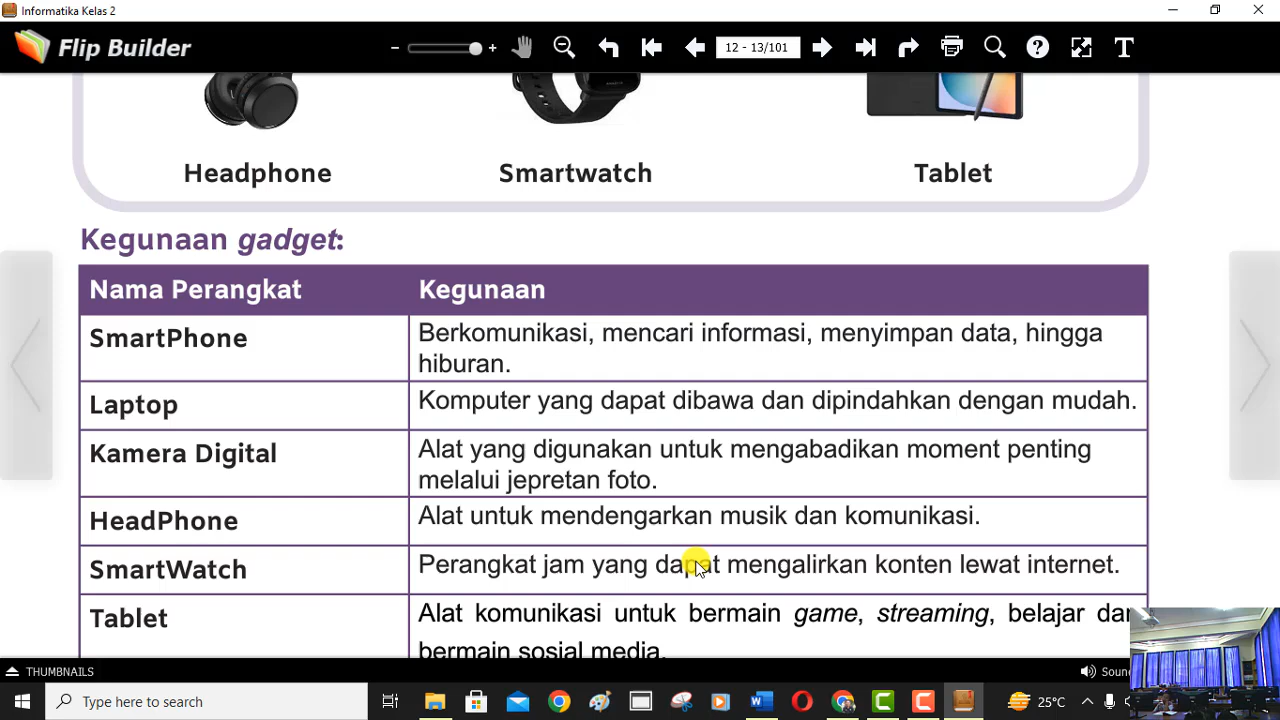 Informatika Kelas 2
Flip Builder
12 - 13/101
Headphone Smartwatch Tablet
Kegunaan gadget:
Nama Perangkat Kegunaan
SmartPhone Berkomunikasi, mencari informasi, menyimpan data, hingga
hiburan.
Laptop Komputer yang dapat dibawa dan dipindahkan dengan mudah.
Kamera Digital Alat yang digunakan untuk mengabadikan moment penting
melalui jepretan foto.
HeadPhone Alat untuk mendengarkan musik dan komunikasi.
SmartWatch Perangkat jam yang dapat mengalirkan konten lewat internet.
Tablet Alat komunikasi untuk bermain game, streaming, belajar dan
bermain sosial media.
THUMBNAILS
Type here to search
25°C